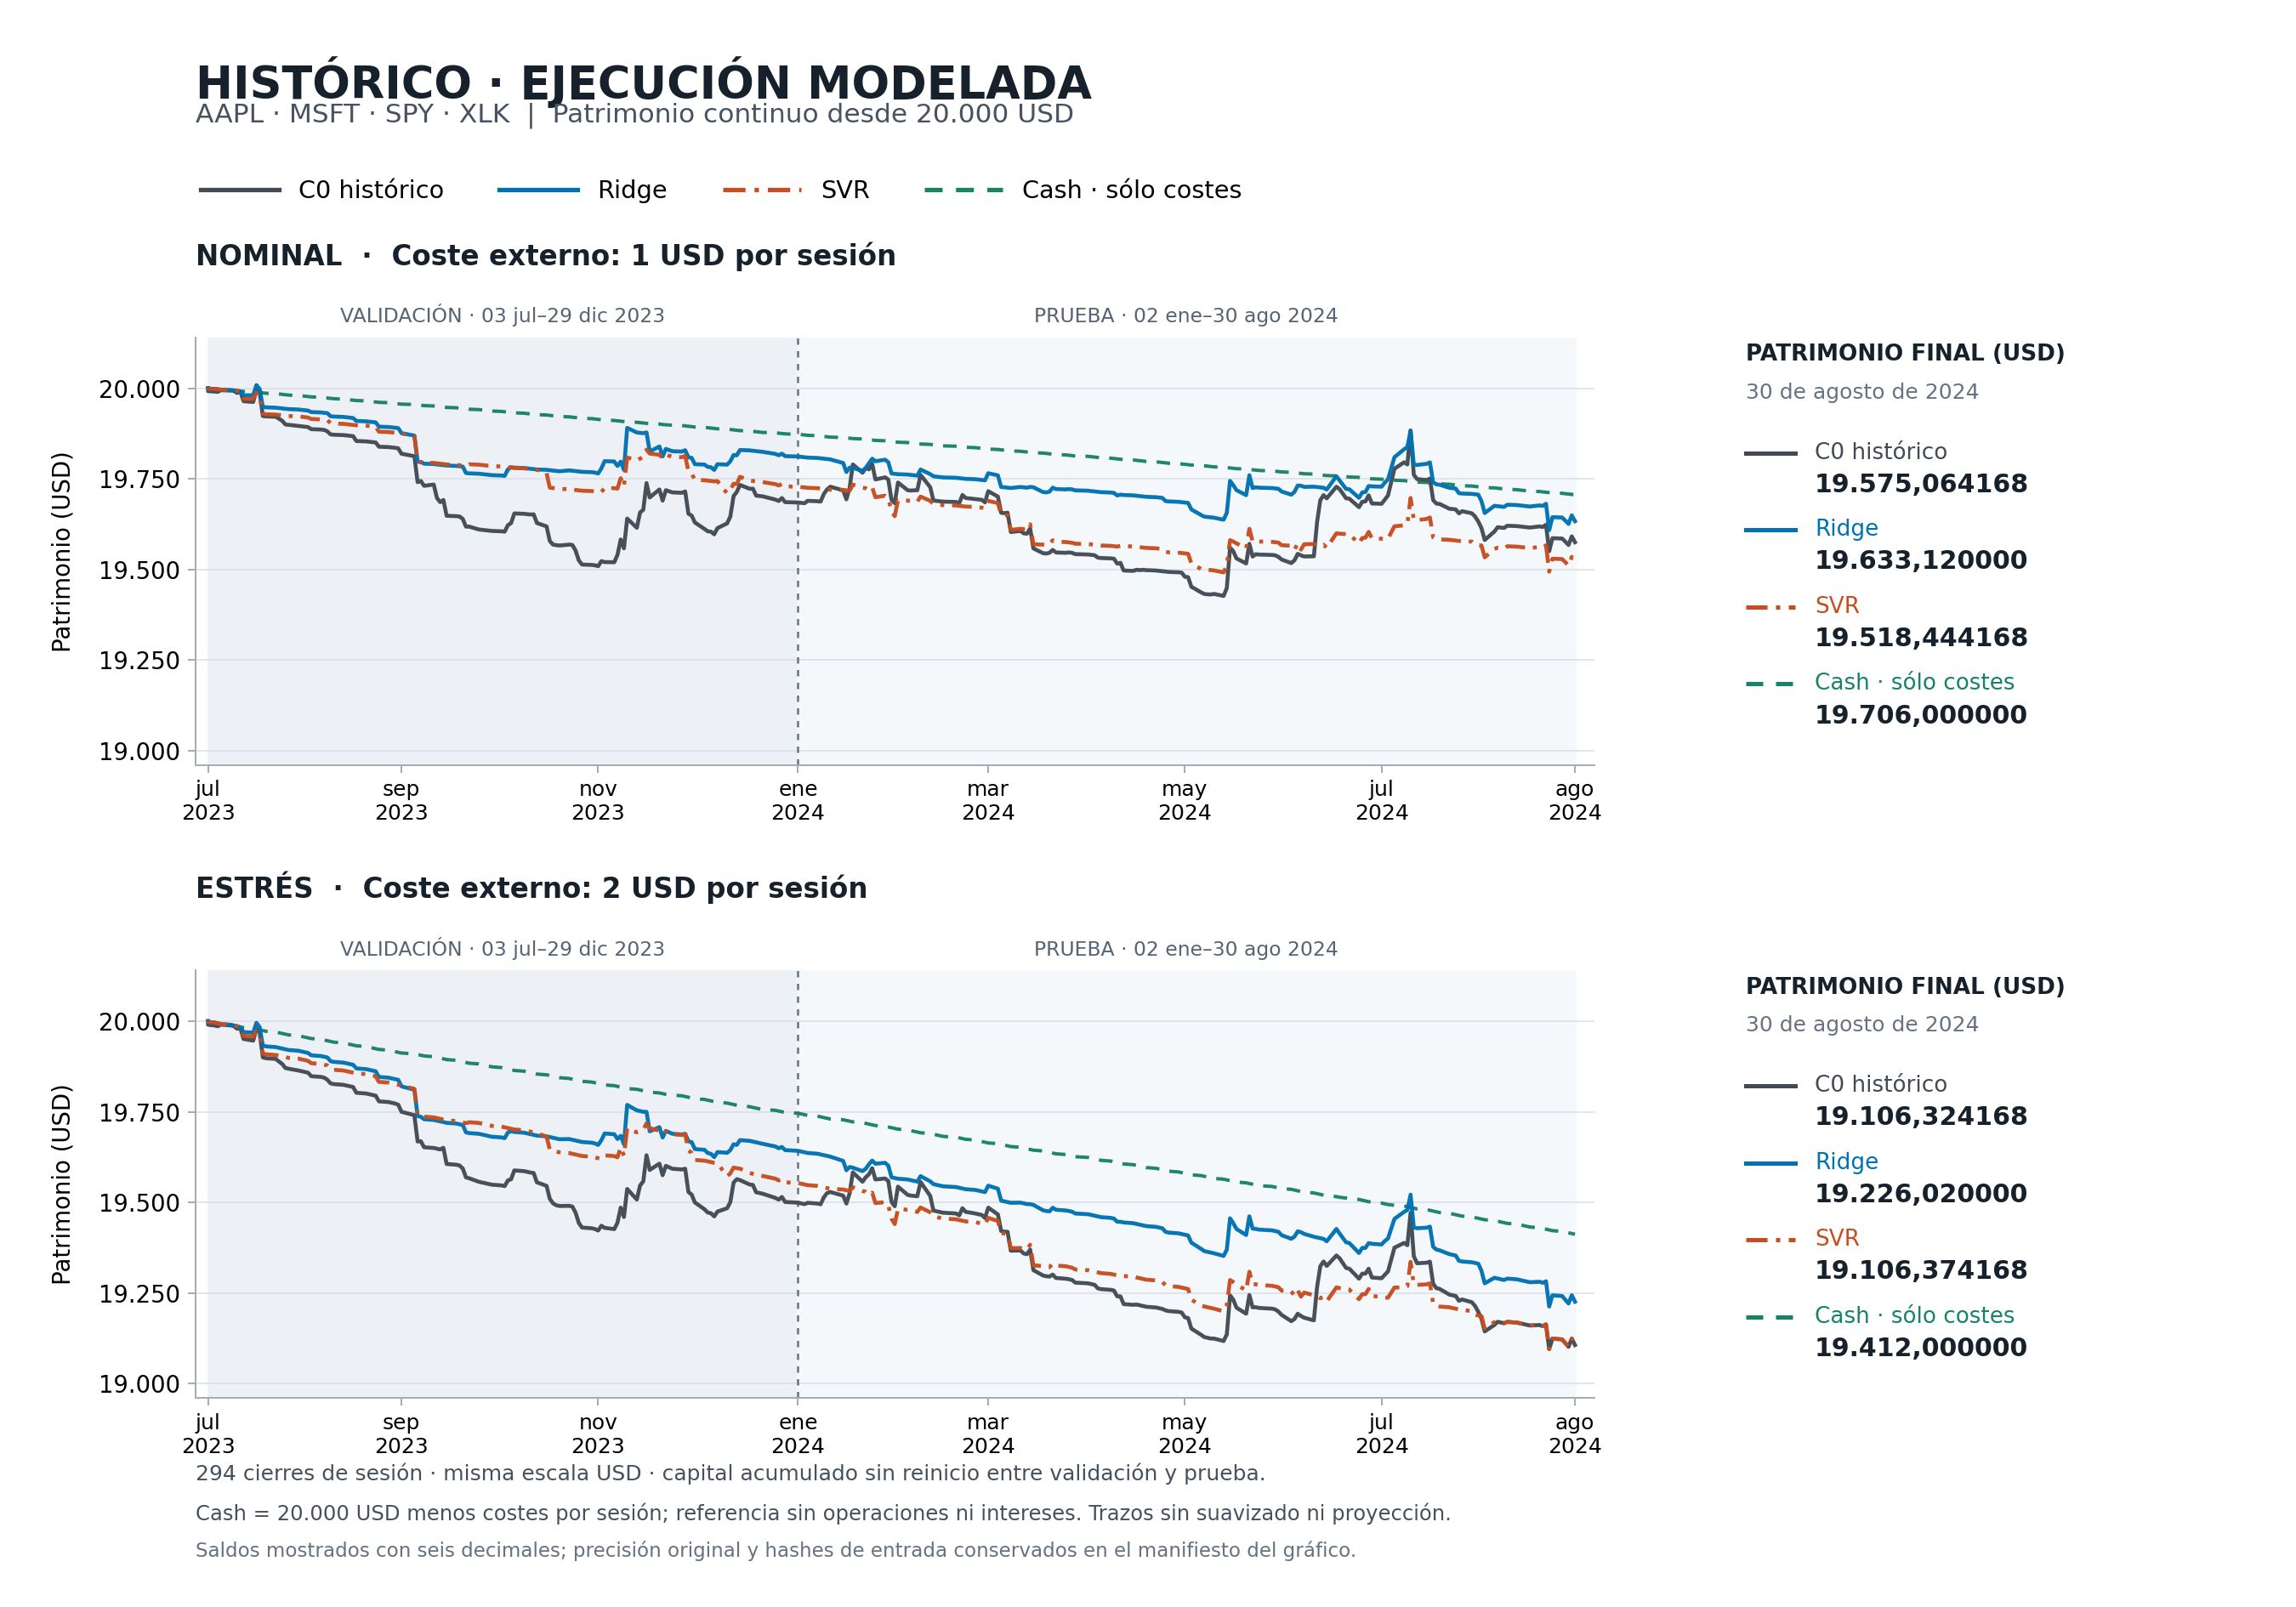 HISTÓRICO · EJECUCIÓN MODELADA
AAPL · MSFT · SPY · XLK | Patrimonio continuo desde 20.000 USD
C0 histórico
Ridge
SVR
Cash · sólo costes
NOMINAL · Coste externo: 1 USD por sesión
VALIDACIÓN · 03 jul–29 dic 2023
PRUEBA · 02 ene–30 ago 2024
Patrimonio (USD)
20.000
19.750
19.500
19.250
19.000
jul
2023
sep
2023
nov
2023
ene
2024
mar
2024
may
2024
jul
2024
ago
2024
PATRIMONIO FINAL (USD)
30 de agosto de 2024
C0 histórico
19.575,064168
Ridge
19.633,120000
SVR
19.518,444168
Cash · sólo costes
19.706,000000
ESTRÉS · Coste externo: 2 USD por sesión
VALIDACIÓN · 03 jul–29 dic 2023
PRUEBA · 02 ene–30 ago 2024
Patrimonio (USD)
20.000
19.750
19.500
19.250
19.000
jul
2023
sep
2023
nov
2023
ene
2024
mar
2024
may
2024
jul
2024
ago
2024
PATRIMONIO FINAL (USD)
30 de agosto de 2024
C0 histórico
19.106,324168
Ridge
19.226,020000
SVR
19.106,374168
Cash · sólo costes
19.412,000000
294 cierres de sesión · misma escala USD · capital acumulado sin reinicio entre validación y prueba.
Cash = 20.000 USD menos costes por sesión; referencia sin operaciones ni intereses. Trazos sin suavizado ni proyección.
Saldos mostrados con seis decimales; precisión original y hashes de entrada conservados en el manifiesto del gráfico.